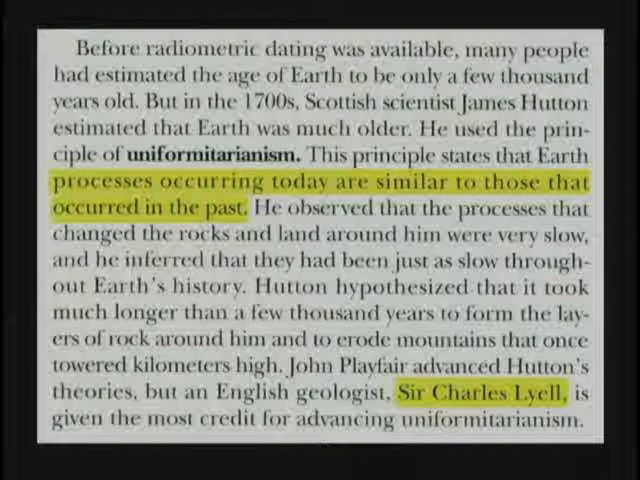 Before radiometric dating was available, many people
had estimated the age of Earth to be only a few thousand
years old. But in the 1700s, Scottish scientist James Hutton
estimated that Earth was much older. He used the prin-
ciple of uniformitarianism. This principle states that Earth
processes occurring today are similar to those that
occurred in the past. He observed that the processes that
changed the rocks and land around him were very slow,
and he inferred that they had been just as slow through-
out Earth's history. Hutton hypothesized that it took
much longer than a few thousand years to form the lay-
ers of rock around him and to erode mountains that once
towered kilometers high. John Playfair advanced Hutton's
theories, but an English geologist, Sir Charles Lyell, is
given the most credit for advancing uniformitarianism.